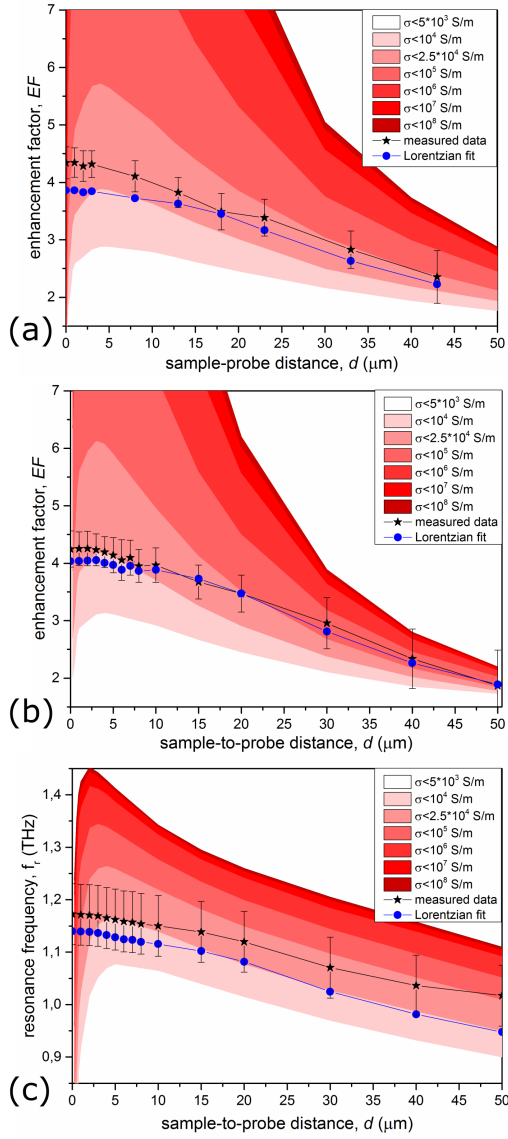 7
6
5
4
3
2
enhancement factor, EF
σ<5*10³ S/m
σ<10⁴ S/m
σ<2.5*10⁴ S/m
σ<10⁵ S/m
σ<10⁶ S/m
σ<10⁷ S/m
σ<10⁸ S/m
measured data
Lorentzian fit
0 5 10 15 20 25 30 35 40 45 50
(a)
sample-probe distance, d (μm)
7
6
5
4
3
2
enhancement factor, EF
σ<5*10³ S/m
σ<10⁴ S/m
σ<2.5*10⁴ S/m
σ<10⁵ S/m
σ<10⁶ S/m
σ<10⁷ S/m
σ<10⁸ S/m
measured data
Lorentzian fit
0 5 10 15 20 25 30 35 40 45 50
(b)
sample-to-probe distance, d (μm)
1,4
1,3
1,2
1,1
1,0
0,9
resonance frequency, fᵣ (THz)
σ<5*10³ S/m
σ<10⁴ S/m
σ<2.5*10⁴ S/m
σ<10⁵ S/m
σ<10⁶ S/m
σ<10⁷ S/m
σ<10⁸ S/m
measured data
Lorentzian fit
0 5 10 15 20 25 30 35 40 45 50
(c)
sample-to-probe distance, d (μm)